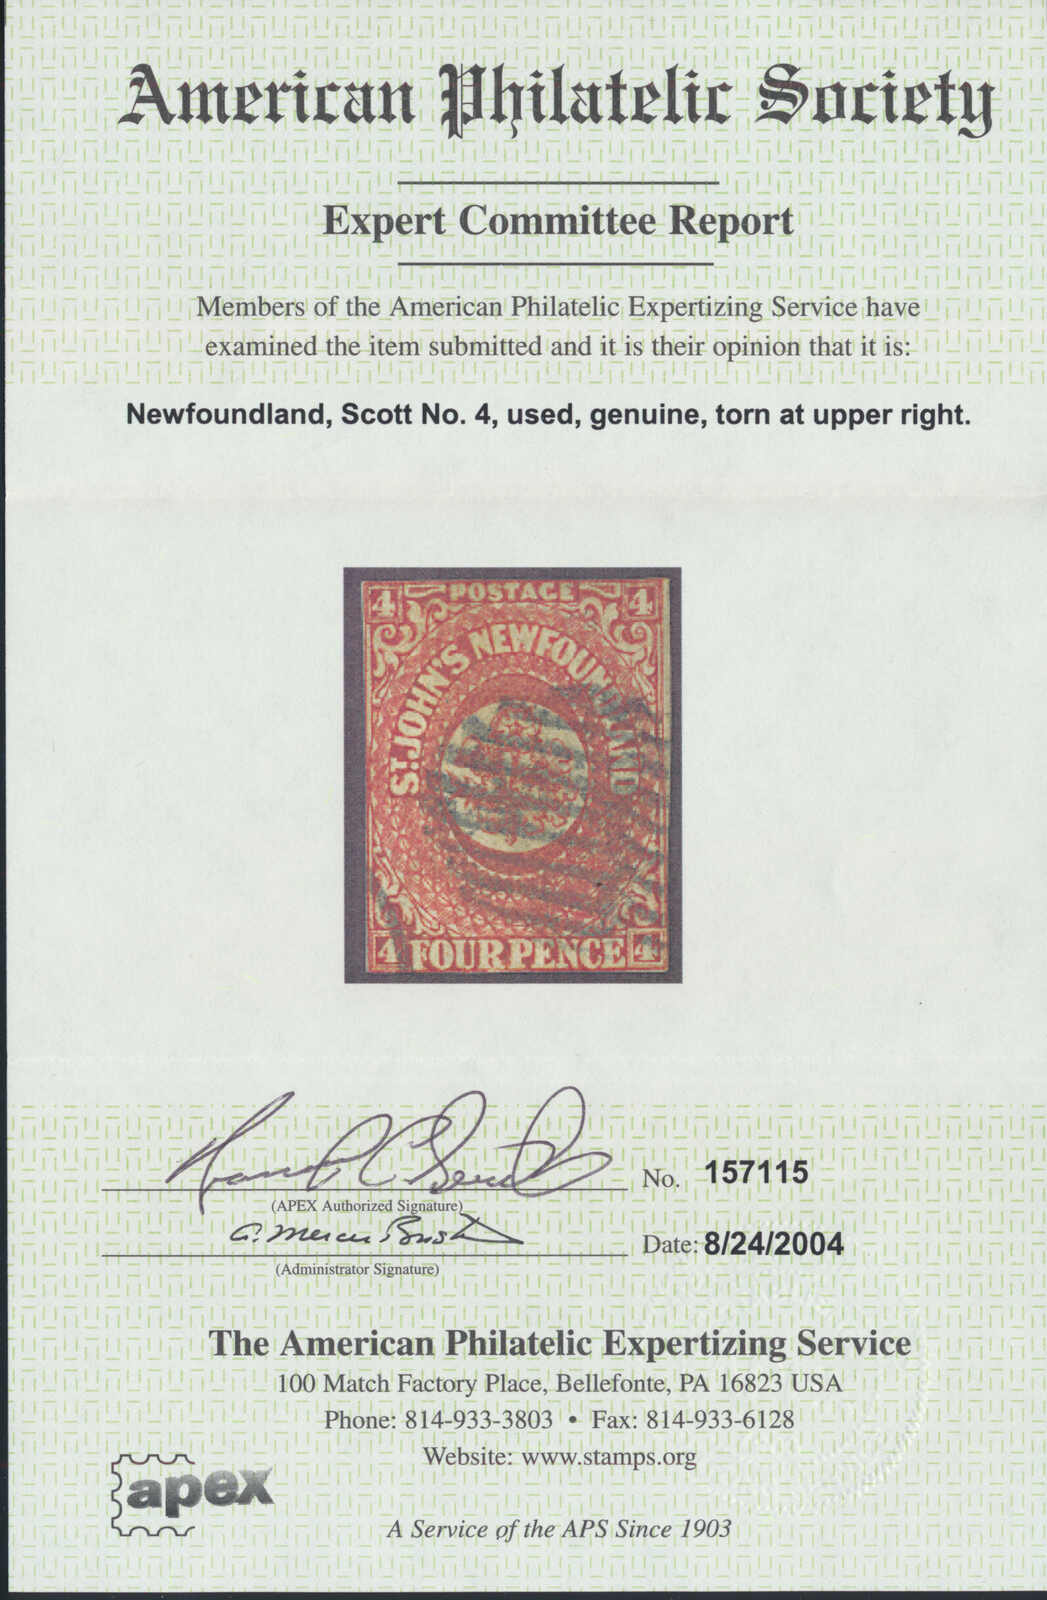 American Philatelic Society
Expert Committee Report
Members of the American Philatelic Expertizing Service have
examined the item submitted and it is their opinion that it is:
Newfoundland, Scott No. 4, used, genuine, torn at upper right.
4 POSTAGE 4
ST. JOHN'S NEWFOUNDLAND
4 FOUR PENCE 4
No. 157115
(APEX Authorized Signature)
G. Mercer Bristow
Date: 8/24/2004
(Administrator Signature)
The American Philatelic Expertizing Service
100 Match Factory Place, Bellefonte, PA 16823 USA
Phone: 814-933-3803 • Fax: 814-933-6128
Website: www.stamps.org
apex
A Service of the APS Since 1903